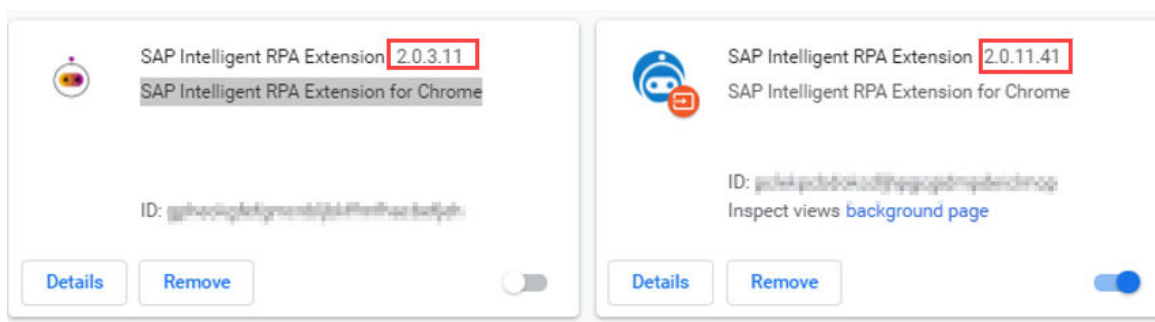 SAP Intelligent RPA Extension 2.0.3.11
SAP Intelligent RPA Extension for Chrome
ID:
Details Remove
SAP Intelligent RPA Extension 2.0.11.41
SAP Intelligent RPA Extension for Chrome
ID:
Inspect views background page
Details Remove